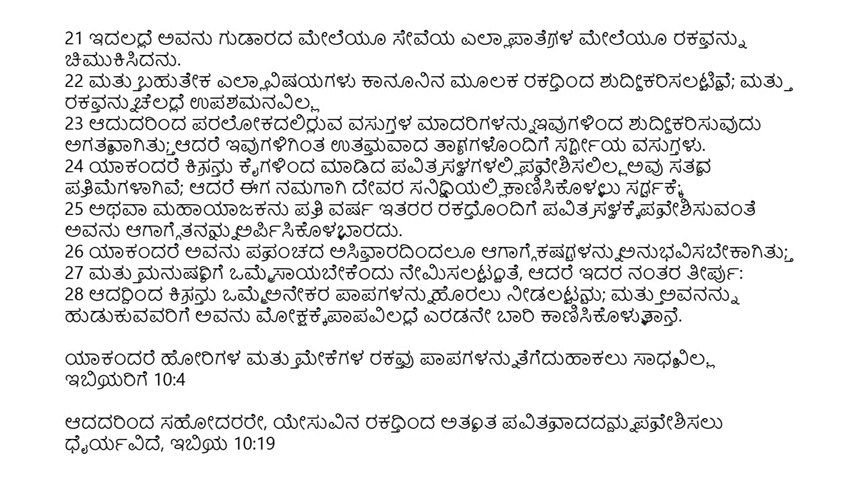 21 ಇದಲ್ಲದೆ ಅವನು ಗುಡಾರದ ಮೇಲೆಯೂ ಸೇವೆಯ ಎಲ್ಲಾ ಪಾತ್ರೆಗಳ ಮೇಲೆಯೂ ರಕ್ತವನ್ನು
ಚಿಮುಕಿಸಿದನು.
22 ಮತ್ತು ಬಹುತೇಕ ಎಲ್ಲಾ ವಿಷಯಗಳು ಕಾನೂನಿನ ಮೂಲಕ ರಕ್ತದಿಂದ ಶುದ್ಧೀಕರಿಸಲ್ಪಟ್ಟಿವೆ; ಮತ್ತು
ರಕ್ತವನ್ನು ಚೆಲ್ಲದೆ ಉಪಶಮನವಿಲ್ಲ.
23 ಆದುದರಿಂದ ಪರಲೋಕದಲ್ಲಿರುವ ವಸ್ತುಗಳ ಮಾದರಿಗಳನ್ನು ಇವುಗಳಿಂದ ಶುದ್ಧೀಕರಿಸುವುದು
ಅಗತ್ಯವಾಗಿತ್ತು; ಆದರೆ ಇವುಗಳಿಗಿಂತ ಉತ್ತಮವಾದ ತ್ಯಾಗಗಳೊಂದಿಗೆ ಸ್ವರ್ಗೀಯ ವಸ್ತುಗಳು.
24 ಯಾಕಂದರೆ ಕ್ರಿಸ್ತನು ಕೈಗಳಿಂದ ಮಾಡಿದ ಪವಿತ್ರ ಸ್ಥಳಗಳಲ್ಲಿ ಪ್ರವೇಶಿಸಲಿಲ್ಲ, ಅವು ಸತ್ಯದ
ಪ್ರತಿಮೆಗಳಾಗಿವೆ; ಆದರೆ ಈಗ ನಮಗಾಗಿ ದೇವರ ಸನ್ನಿಧಿಯಲ್ಲಿ ಕಾಣಿಸಿಕೊಳ್ಳಲು ಸ್ವರ್ಗಕ್ಕೆ:
25 ಅಥವಾ ಮಹಾಯಾಜಕನು ಪ್ರತಿ ವರ್ಷ ಇತರರ ರಕ್ತದೊಂದಿಗೆ ಪವಿತ್ರ ಸ್ಥಳಕ್ಕೆ ಪ್ರವೇಶಿಸುವಂತೆ
ಅವನು ಆಗಾಗ್ಗೆ ತನ್ನನ್ನು ಅರ್ಪಿಸಿಕೊಳ್ಳಬಾರದು.
26 ಯಾಕಂದರೆ ಅವನು ಪ್ರಪಂಚದ ಅಸ್ತಿವಾರದಿಂದಲೂ ಆಗಾಗ್ಗೆ ಕಷ್ಟಗಳನ್ನು ಅನುಭವಿಸಬೇಕಾಗಿತ್ತು;
27 ಮತ್ತು ಮನುಷ್ಯರಿಗೆ ಒಮ್ಮೆ ಸಾಯಬೇಕೆಂದು ನೇಮಿಸಲ್ಪಟ್ಟಂತೆ, ಆದರೆ ಇದರ ನಂತರ ತೀರ್ಪು:
28 ಆದ್ದರಿಂದ ಕ್ರಿಸ್ತನು ಒಮ್ಮೆ ಅನೇಕರ ಪಾಪಗಳನ್ನು ಹೊರಲು ನೀಡಲ್ಪಟ್ಟನು; ಮತ್ತು ಅವನನ್ನು
ಹುಡುಕುವವರಿಗೆ ಅವನು ಮೋಕ್ಷಕ್ಕೆ ಪಾಪವಿಲ್ಲದೆ ಎರಡನೇ ಬಾರಿ ಕಾಣಿಸಿಕೊಳ್ಳುತ್ತಾನೆ.
ಯಾಕಂದರೆ ಹೋರಿಗಳ ಮತ್ತು ಮೇಕೆಗಳ ರಕ್ತವು ಪಾಪಗಳನ್ನು ತೆಗೆದುಹಾಕಲು ಸಾಧ್ಯವಿಲ್ಲ.
ಇಬ್ರಿಯರಿಗೆ 10:4
ಆದದರಿಂದ ಸಹೋದರರೇ, ಯೇಸುವಿನ ರಕ್ತದಿಂದ ಅತ್ಯಂತ ಪವಿತ್ರವಾದದ್ದನ್ನು ಪ್ರವೇಶಿಸಲು
ಧೈರ್ಯವಿದೆ, ಇಬ್ರಿಯ 10:19